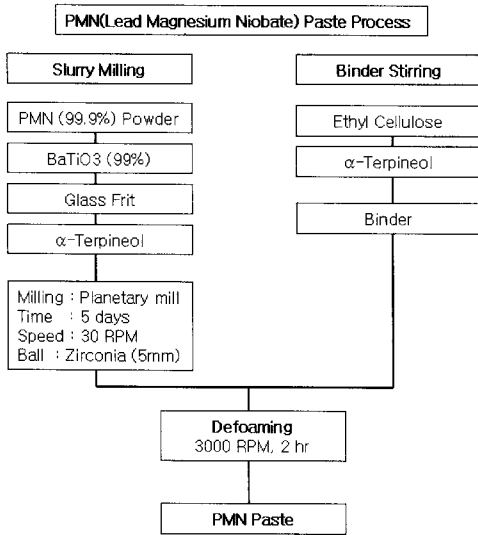 PMN(Lead Magnesium Niobate) Paste Process
Slurry Milling
PMN (99.9%) Powder
BaTiO3 (99%)
Glass Frit
α-Terpineol
Milling : Planetary mill
Time : 5 days
Speed : 30 RPM
Ball : Zirconia (5mm)
Binder Stirring
Ethyl Cellulose
α-Terpineol
Binder
Defoaming
3000 RPM, 2 hr
PMN Paste